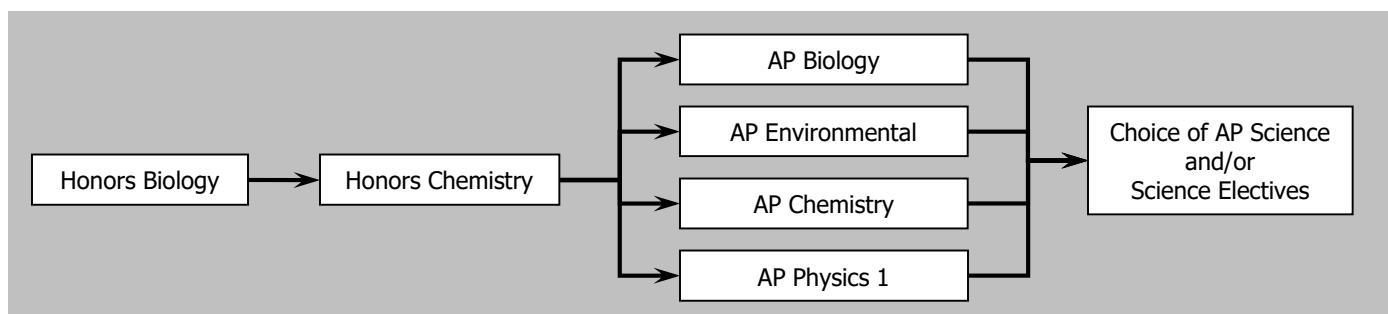 Honors Biology
Honors Chemistry
AP Biology
AP Environmental
AP Chemistry
AP Physics 1
Choice of AP Science
and/or
Science Electives